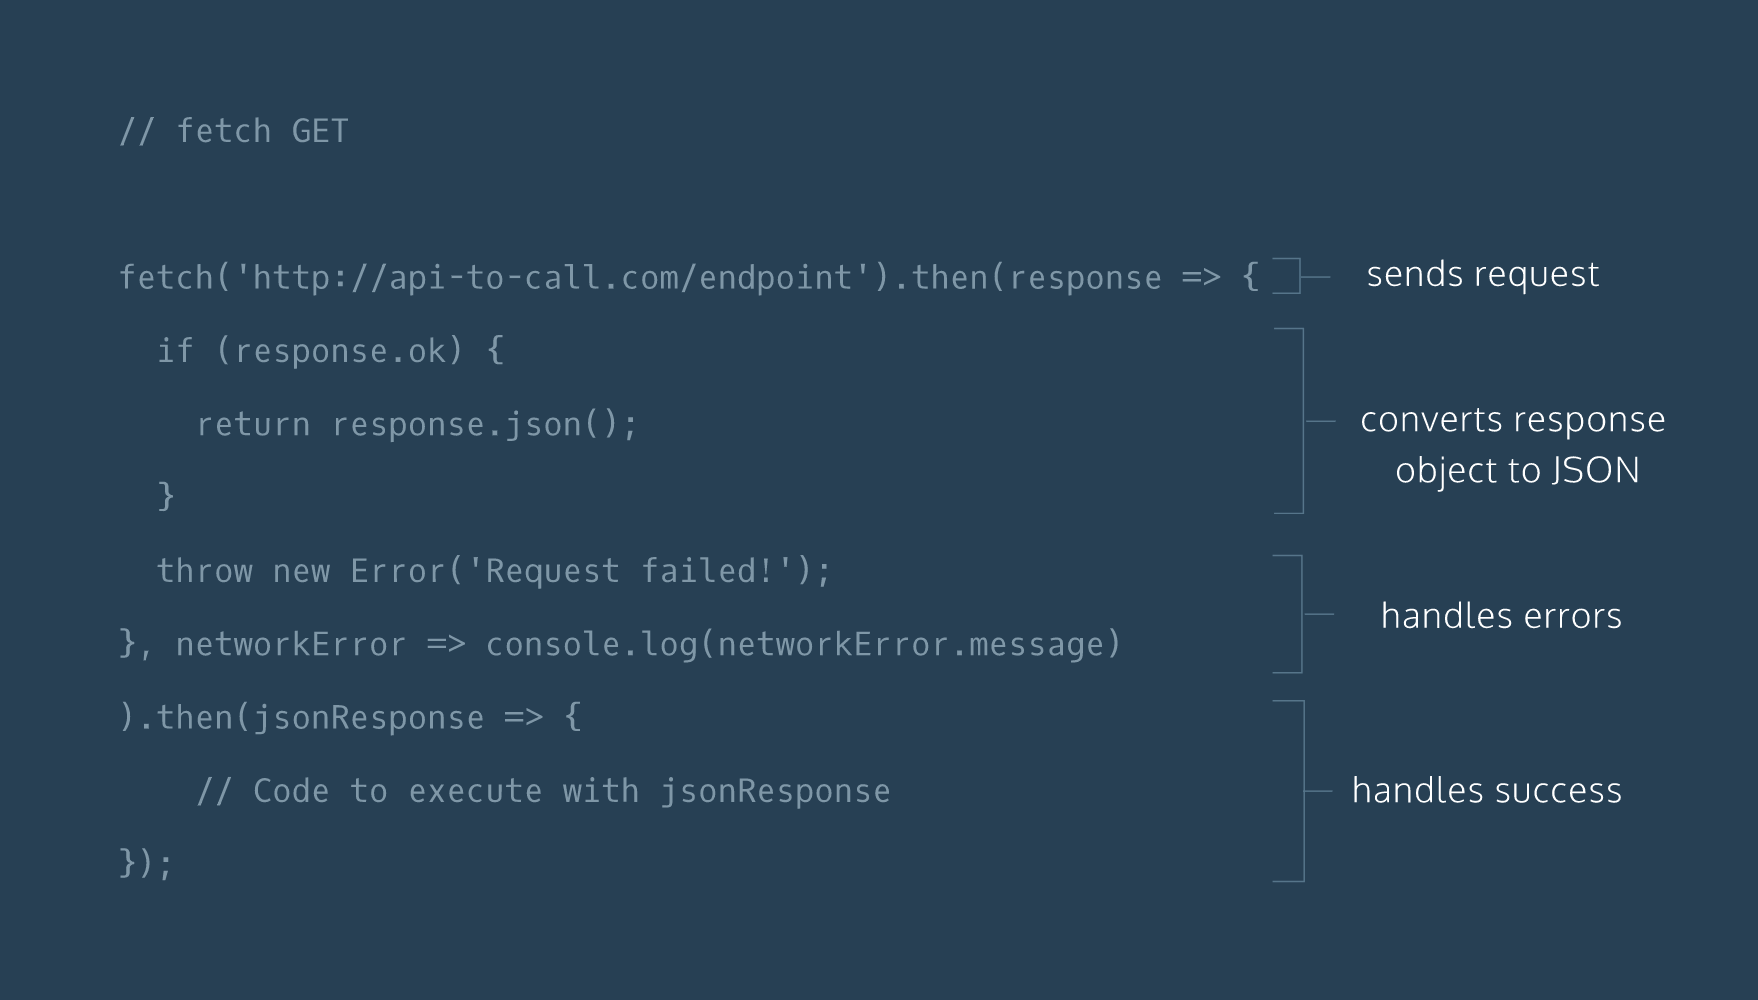 // fetch GET
fetch('http://api-to-call.com/endpoint').then(response => {
sends request
if (response.ok) {
return response.json();
}
converts response
object to JSON
throw new Error('Request failed!');
}, networkError => console.log(networkError.message)
handles errors
).then(jsonResponse => {
// Code to execute with jsonResponse
});
handles success